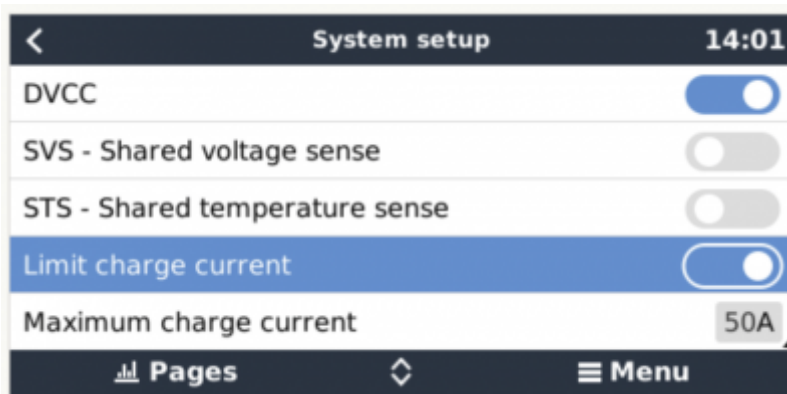 System setup 14:01
DVCC
SVS - Shared voltage sense
STS - Shared temperature sense
Limit charge current
Maximum charge current 50A
Pages Menu